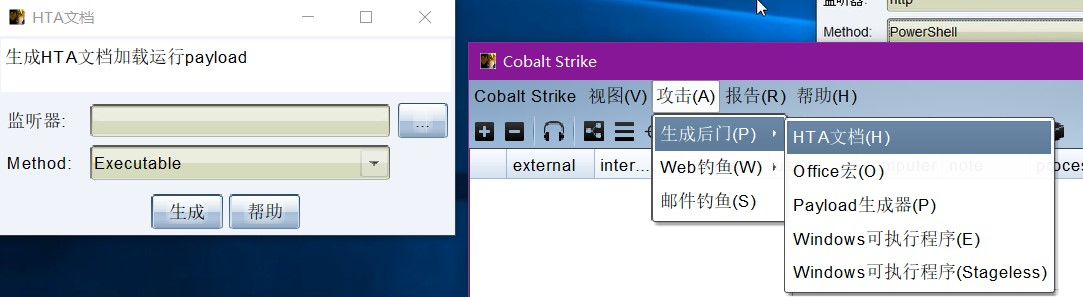 HTA文档
生成HTA文档加载运行payload
监听器:
...
Method:
Executable
生成
帮助
http
Method:
PowerShell
Cobalt Strike
Cobalt Strike 视图(V) 攻击(A) 报告(R) 帮助(H)
生成后门(P)
Web钓鱼(W)
邮件钓鱼(S)
HTA文档(H)
Office宏(O)
Payload生成器(P)
Windows可执行程序(E)
Windows可执行程序(Stageless)
external
inter...
note